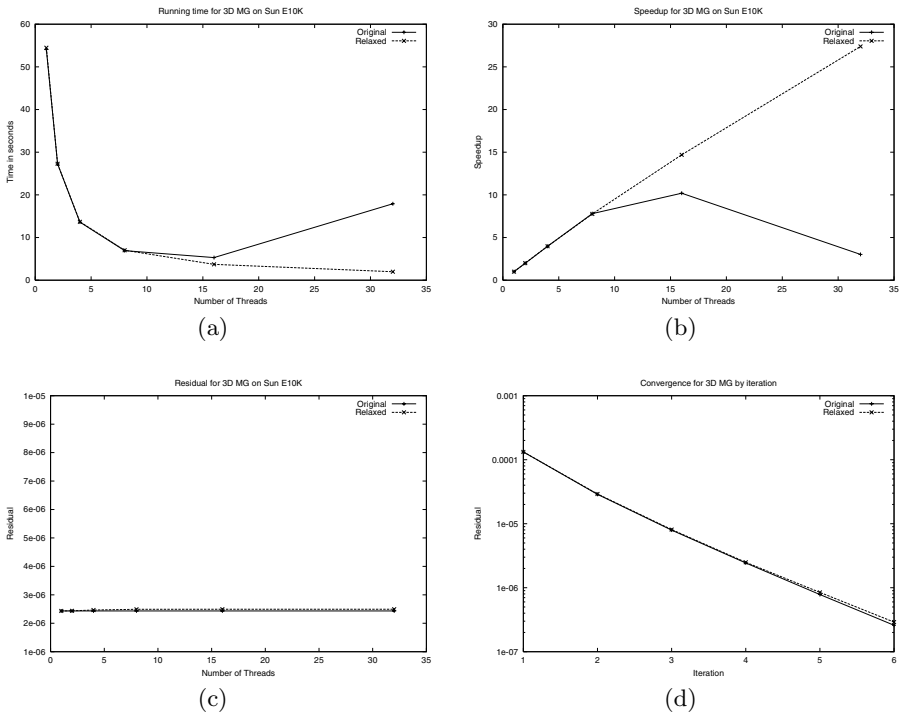 Running time for 3D MG on Sun E10K
60
50
40
30
20
10
0
Time in seconds
0 5 10 15 20 25 30 35
Number of Threads
Original
Relaxed
(a)
Speedup for 3D MG on Sun E10K
30
25
20
15
10
5
0
Speedup
0 5 10 15 20 25 30 35
Number of Threads
Original
Relaxed
(b)
Residual for 3D MG on Sun E10K
1e-05
9e-06
8e-06
7e-06
6e-06
5e-06
4e-06
3e-06
2e-06
1e-06
Residual
0 5 10 15 20 25 30 35
Number of Threads
Original
Relaxed
(c)
Convergence for 3D MG by iteration
0.001
0.0001
1e-05
1e-06
1e-07
Residual
1 2 3 4 5 6
Iteration
Original
Relaxed
(d)